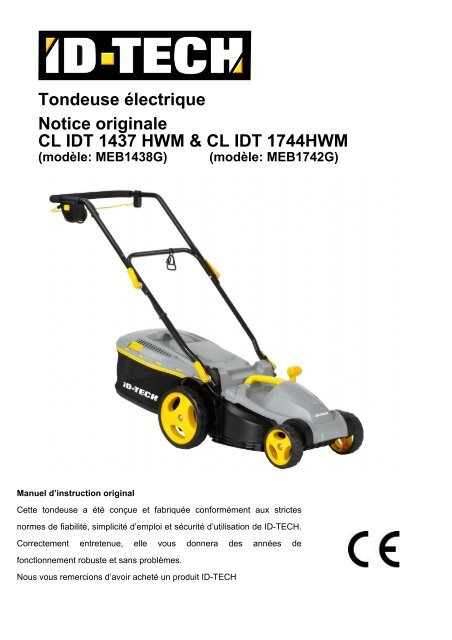 ID-TECH
Tondeuse électrique
Notice originale
CL IDT 1437 HWM & CL IDT 1744HWM
(modèle: MEB1438G) (modèle: MEB1742G)
ID-TECH
ID-TECH
Manuel d'instruction original
Cette tondeuse a été conçue et fabriquée conformément aux strictes
normes de fiabilité, simplicité d'emploi et sécurité d'utilisation de ID-TECH.
Correctement entretenue, elle vous donnera des années de
fonctionnement robuste et sans problèmes.
Nous vous remercions d'avoir acheté un produit ID-TECH
CE